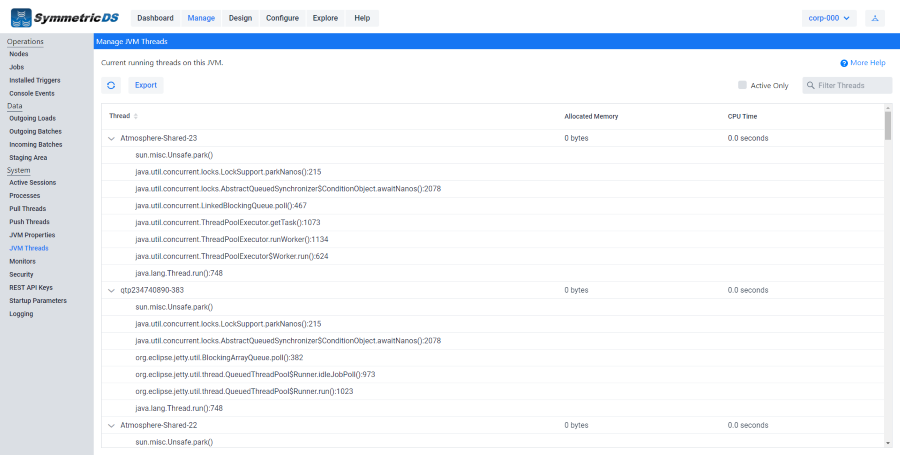 SymmetricDS Dashboard Manage Design Configure Explore Help corp-000
Operations
Nodes
Jobs
Installed Triggers
Console Events
Data
Outgoing Loads
Outgoing Batches
Incoming Batches
Staging Area
System
Active Sessions
Processes
Pull Threads
Push Threads
JVM Properties
JVM Threads
Monitors
Security
REST API Keys
Startup Parameters
Logging
Manage JVM Threads
Current running threads on this JVM. More Help
Export Active Only Filter Threads
Thread Allocated Memory CPU Time
Atmosphere-Shared-23 0 bytes 0.0 seconds
sun.misc.Unsafe.park()
java.util.concurrent.locks.LockSupport.parkNanos():215
java.util.concurrent.locks.AbstractQueuedSynchronizer$ConditionObject.awaitNanos():2078
java.util.concurrent.LinkedBlockingQueue.poll():467
java.util.concurrent.ThreadPoolExecutor.getTask():1073
java.util.concurrent.ThreadPoolExecutor.runWorker():1134
java.util.concurrent.ThreadPoolExecutor$Worker.run():624
java.lang.Thread.run():748
qtp234740890-383 0 bytes 0.0 seconds
sun.misc.Unsafe.park()
java.util.concurrent.locks.LockSupport.parkNanos():215
java.util.concurrent.locks.AbstractQueuedSynchronizer$ConditionObject.awaitNanos():2078
org.eclipse.jetty.util.BlockingArrayQueue.poll():382
org.eclipse.jetty.util.thread.QueuedThreadPool$Runner.idleJobPoll():973
org.eclipse.jetty.util.thread.QueuedThreadPool$Runner.run():1023
java.lang.Thread.run():748
Atmosphere-Shared-22 0 bytes 0.0 seconds
sun.misc.Unsafe.park()